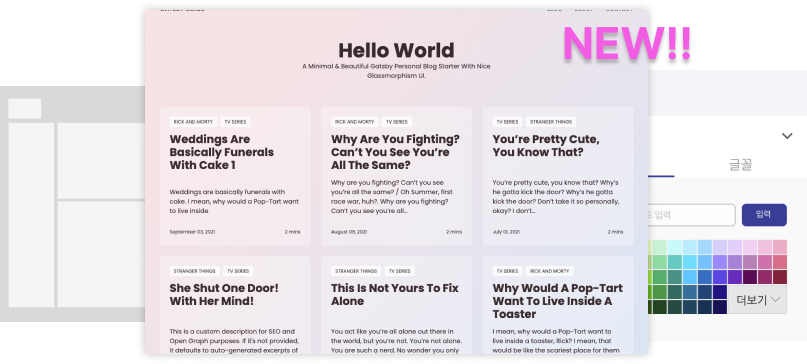 NEW!!
Hello World
A Minimal & Beautiful Gatsby Personal Blog Starter With Nice
Glassmorphism UI.
RICK AND MORTY TV SERIES
Weddings Are
Basically Funerals
With Cake 1
Weddings are basically funerals with
cake. I mean, why would a Pop-Tart want
to live inside
September 03, 2021 2 mins
RICK AND MORTY TV SERIES
Why Are You Fighting?
Can't You See You're
All The Same?
Why are you fighting? Can't you see
you're all the same? / Oh Summer, first
race war, huh?. Why are you fighting?
Can't you see you're all...
August 09, 2021 2 mins
TV SERIES STRANGER THINGS
You're Pretty Cute,
You Know That?
You're pretty cute, you know that? Why's
he gotta kick the door? Why's he gotta
kick the door? Don't take it so personally,
okay? I don't...
July 01, 2021 2 mins
STRANGER THINGS TV SERIES
She Shut One Door!
With Her Mind!
This is a custom description for SEO and
Open Graph purposes. If it's not provided,
it defaults to auto-generated excerpts of
STRANGER THINGS TV SERIES
This Is Not Yours To Fix
Alone
You act like you're all alone out there in
the world, but you're not. You're not alone.
You are such a nerd. No wonder you only
TV SERIES RICK AND MORTY
Why Would A Pop-Tart
Want To Live Inside A
Toaster
I mean, why would a Pop-Tart want to
live inside a toaster, Rick? I mean, that
would be like the scariest place for them
글꼴
입력
입력
더보기